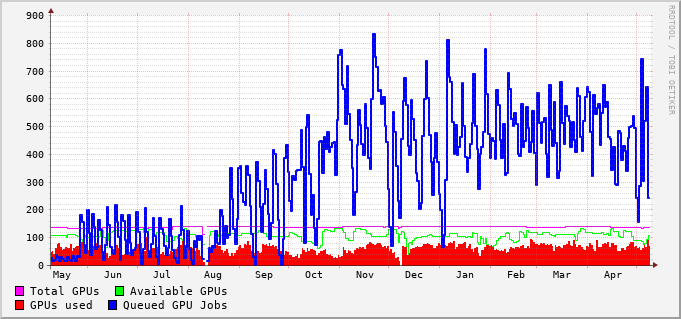 RRDTOOL / TOBI OETIKER
900
800
700
600
500
400
300
200
100
0
May Jun Jul Aug Sep Oct Nov Dec Jan Feb Mar Apr
Total GPUs Available GPUs
GPUs used Queued GPU Jobs